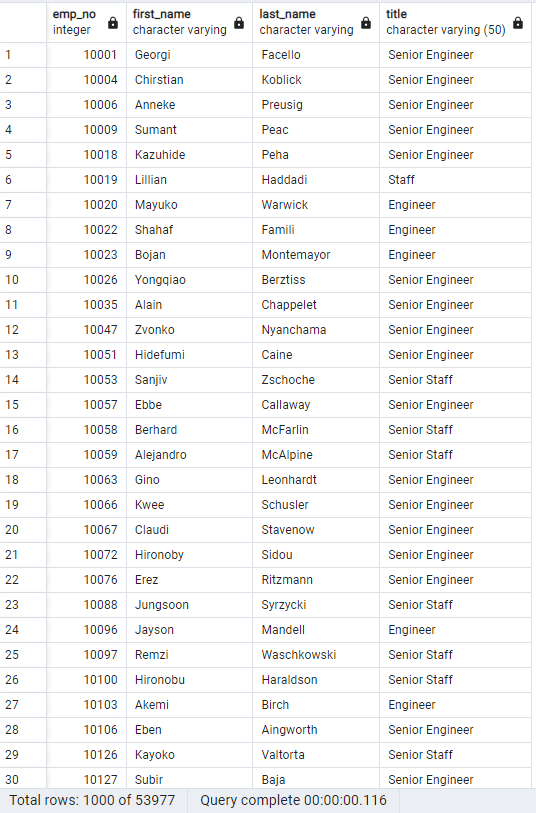 emp_no first_name last_name title
integer character varying character varying character varying (50)
1 10001 Georgi Facello Senior Engineer
2 10004 Chirstian Koblick Senior Engineer
3 10006 Anneke Preusig Senior Engineer
4 10009 Sumant Peac Senior Engineer
5 10018 Kazuhide Peha Senior Engineer
6 10019 Lillian Haddadi Staff
7 10020 Mayuko Warwick Engineer
8 10022 Shahaf Famili Engineer
9 10023 Bojan Montemayor Engineer
10 10026 Yongqiao Berztiss Senior Engineer
11 10035 Alain Chappelet Senior Engineer
12 10047 Zvonko Nyanchama Senior Engineer
13 10051 Hidefumi Caine Senior Engineer
14 10053 Sanjiv Zschoche Senior Staff
15 10057 Ebbe Callaway Senior Engineer
16 10058 Berhard McFarlin Senior Staff
17 10059 Alejandro McAlpine Senior Staff
18 10063 Gino Leonhardt Senior Engineer
19 10066 Kwee Schusler Senior Engineer
20 10067 Claudi Stavenow Senior Engineer
21 10072 Hironoby Sidou Senior Engineer
22 10076 Erez Ritzmann Senior Engineer
23 10088 Jungsoon Syrzycki Senior Staff
24 10096 Jayson Mandell Engineer
25 10097 Remzi Waschkowski Senior Staff
26 10100 Hironobu Haraldson Senior Staff
27 10103 Akemi Birch Engineer
28 10106 Eben Aingworth Senior Engineer
29 10126 Kayoko Valtorta Senior Staff
30 10127 Subir Baja Senior Engineer
Total rows: 1000 of 53977 Query complete 00:00:00.116